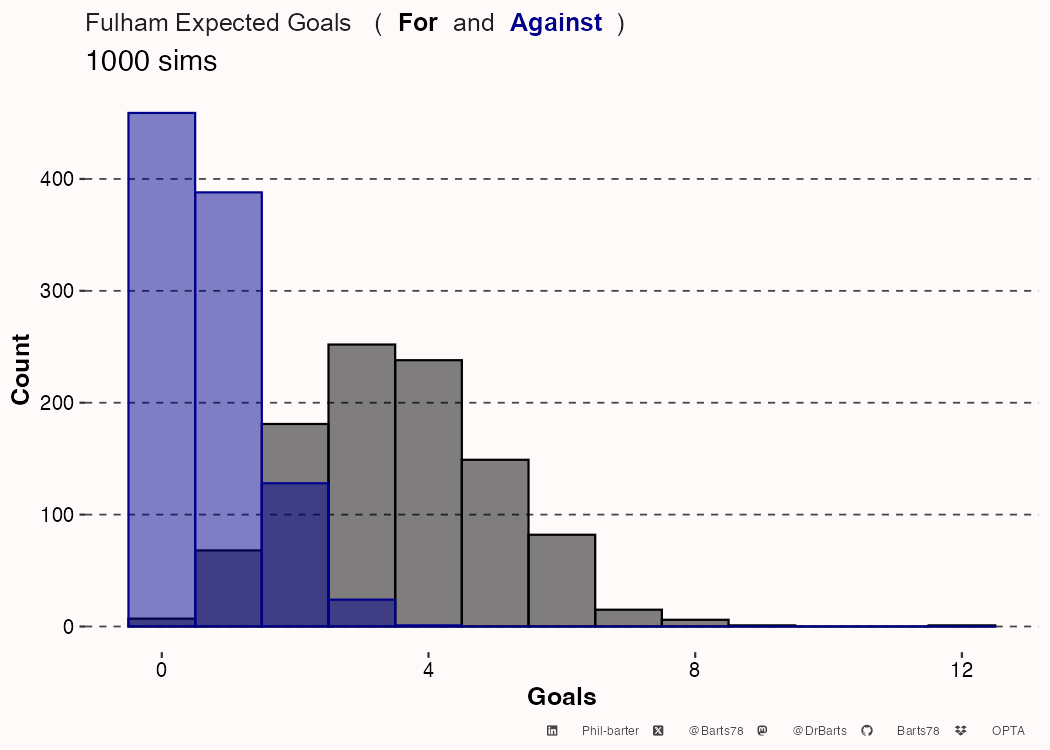 Fulham Expected Goals ( For and Against )
1000 sims
400
300
200
100
0
Count
0 4 8 12
Goals
Phil-barter @Barts78 @DrBarts Barts78 OPTA